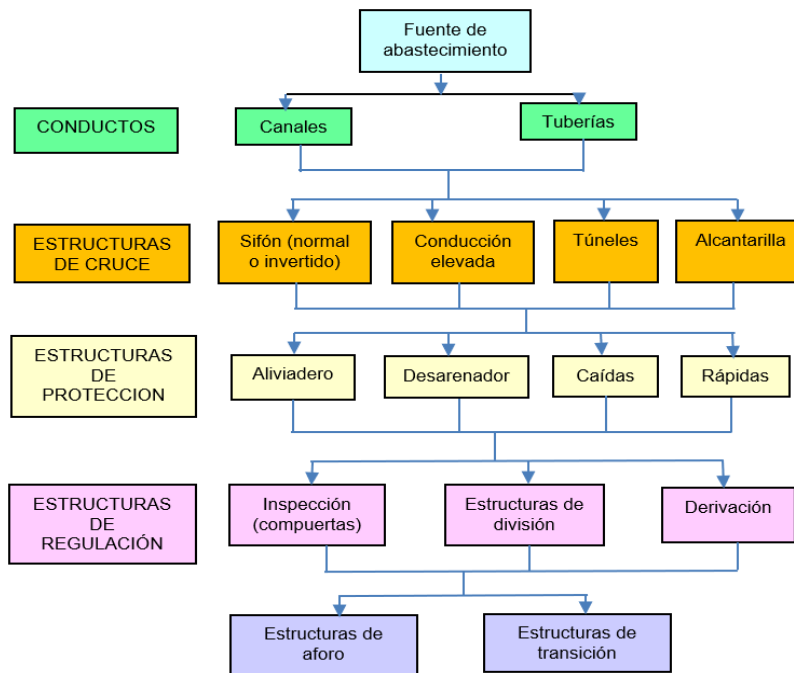 Fuente de
abastecimiento
CONDUCTOS
Canales
Tuberías
ESTRUCTURAS
DE CRUCE
Sifón (normal
o invertido)
Conducción
elevada
Túneles
Alcantarilla
ESTRUCTURAS
DE
PROTECCION
Aliviadero
Desarenador
Caídas
Rápidas
ESTRUCTURAS
DE
REGULACIÓN
Inspección
(compuertas)
Estructuras de
división
Derivación
Estructuras de
aforo
Estructuras de
transición